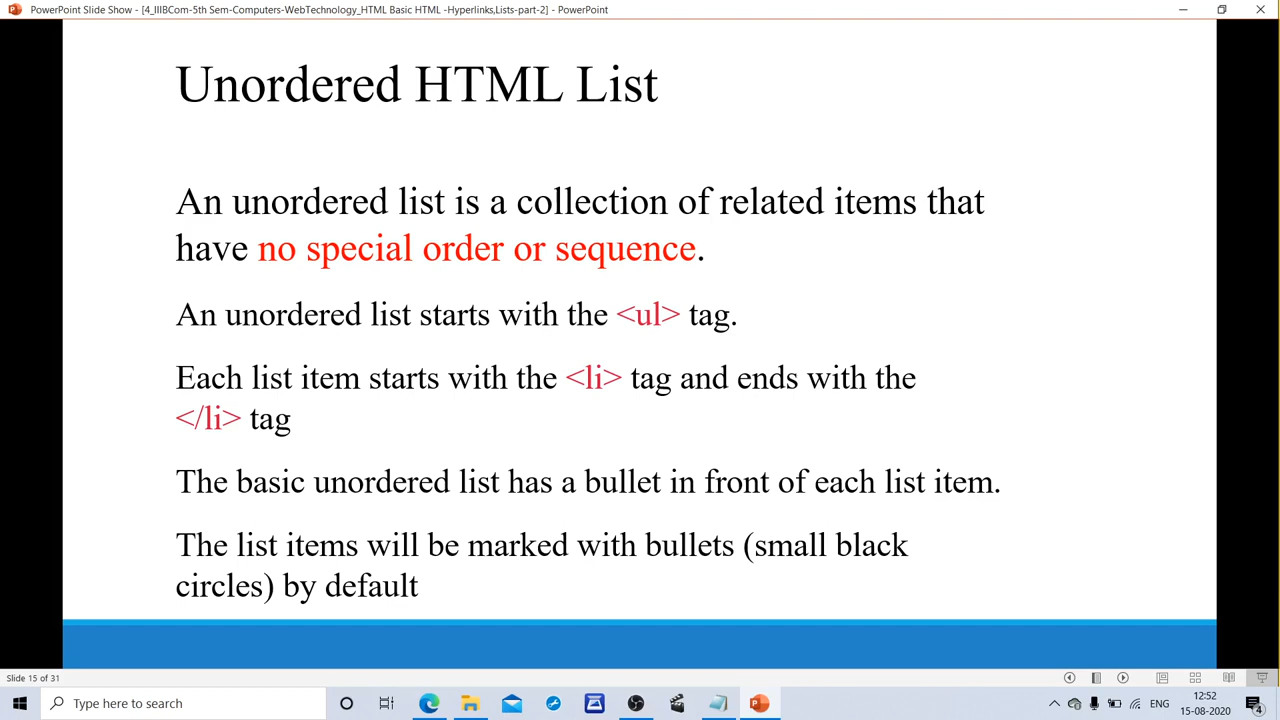 PowerPoint Slide Show - [4_IIIBCom-5th Sem-Computers-WebTechnology_HTML Basic HTML -Hyperlinks,Lists-part-2] - PowerPoint
Unordered HTML List
An unordered list is a collection of related items that
have no special order or sequence.
An unordered list starts with the <ul> tag.
Each list item starts with the <li> tag and ends with the
</li> tag
The basic unordered list has a bullet in front of each list item.
The list items will be marked with bullets (small black
circles) by default
Slide 15 of 31
Type here to search
ENG
12:52
15-08-2020
4